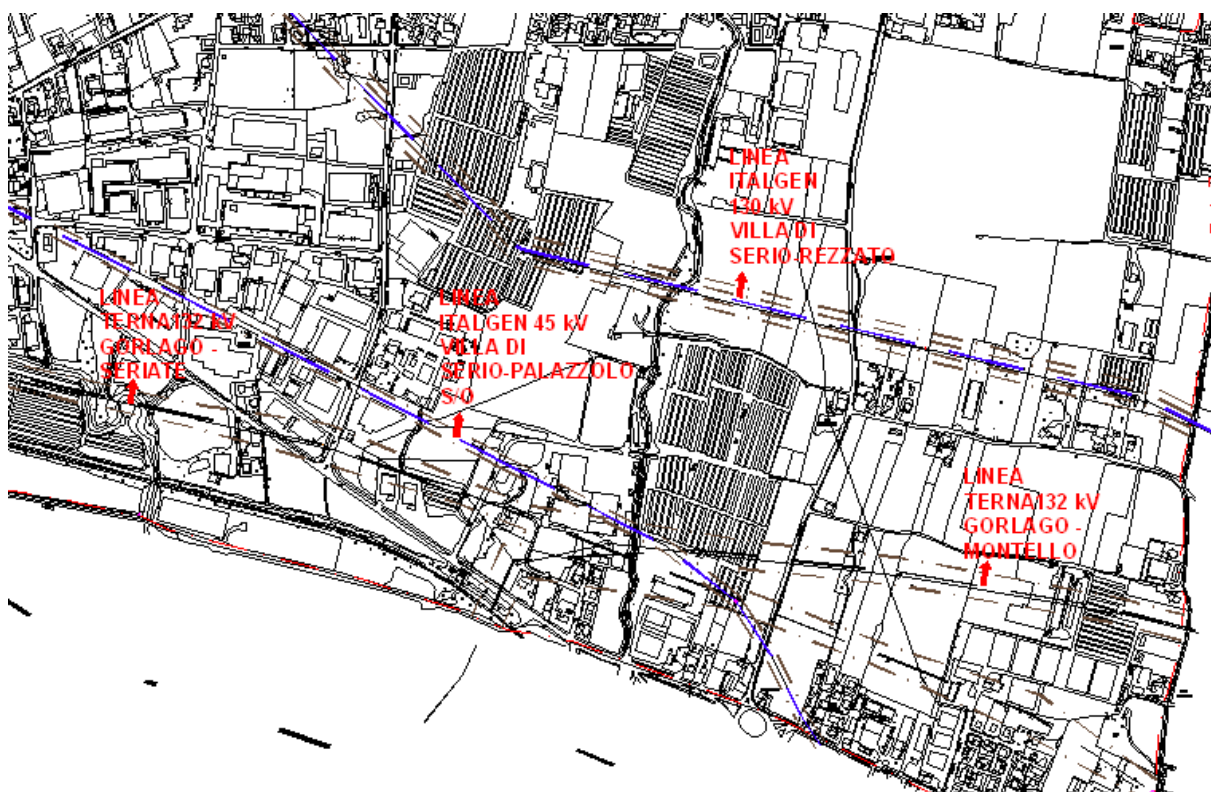 LINEA
ITALGEN
130 kV
VILLA DI
SERIO-REZZATO
LINEA
TERNA132 kV
GORLAGO -
SERIATE
LINEA
ITALGEN 45 kV
VILLA DI
SERIO-PALAZZOLO
S/O
LINEA
TERNA132 kV
GORLAGO -
MONTELLO